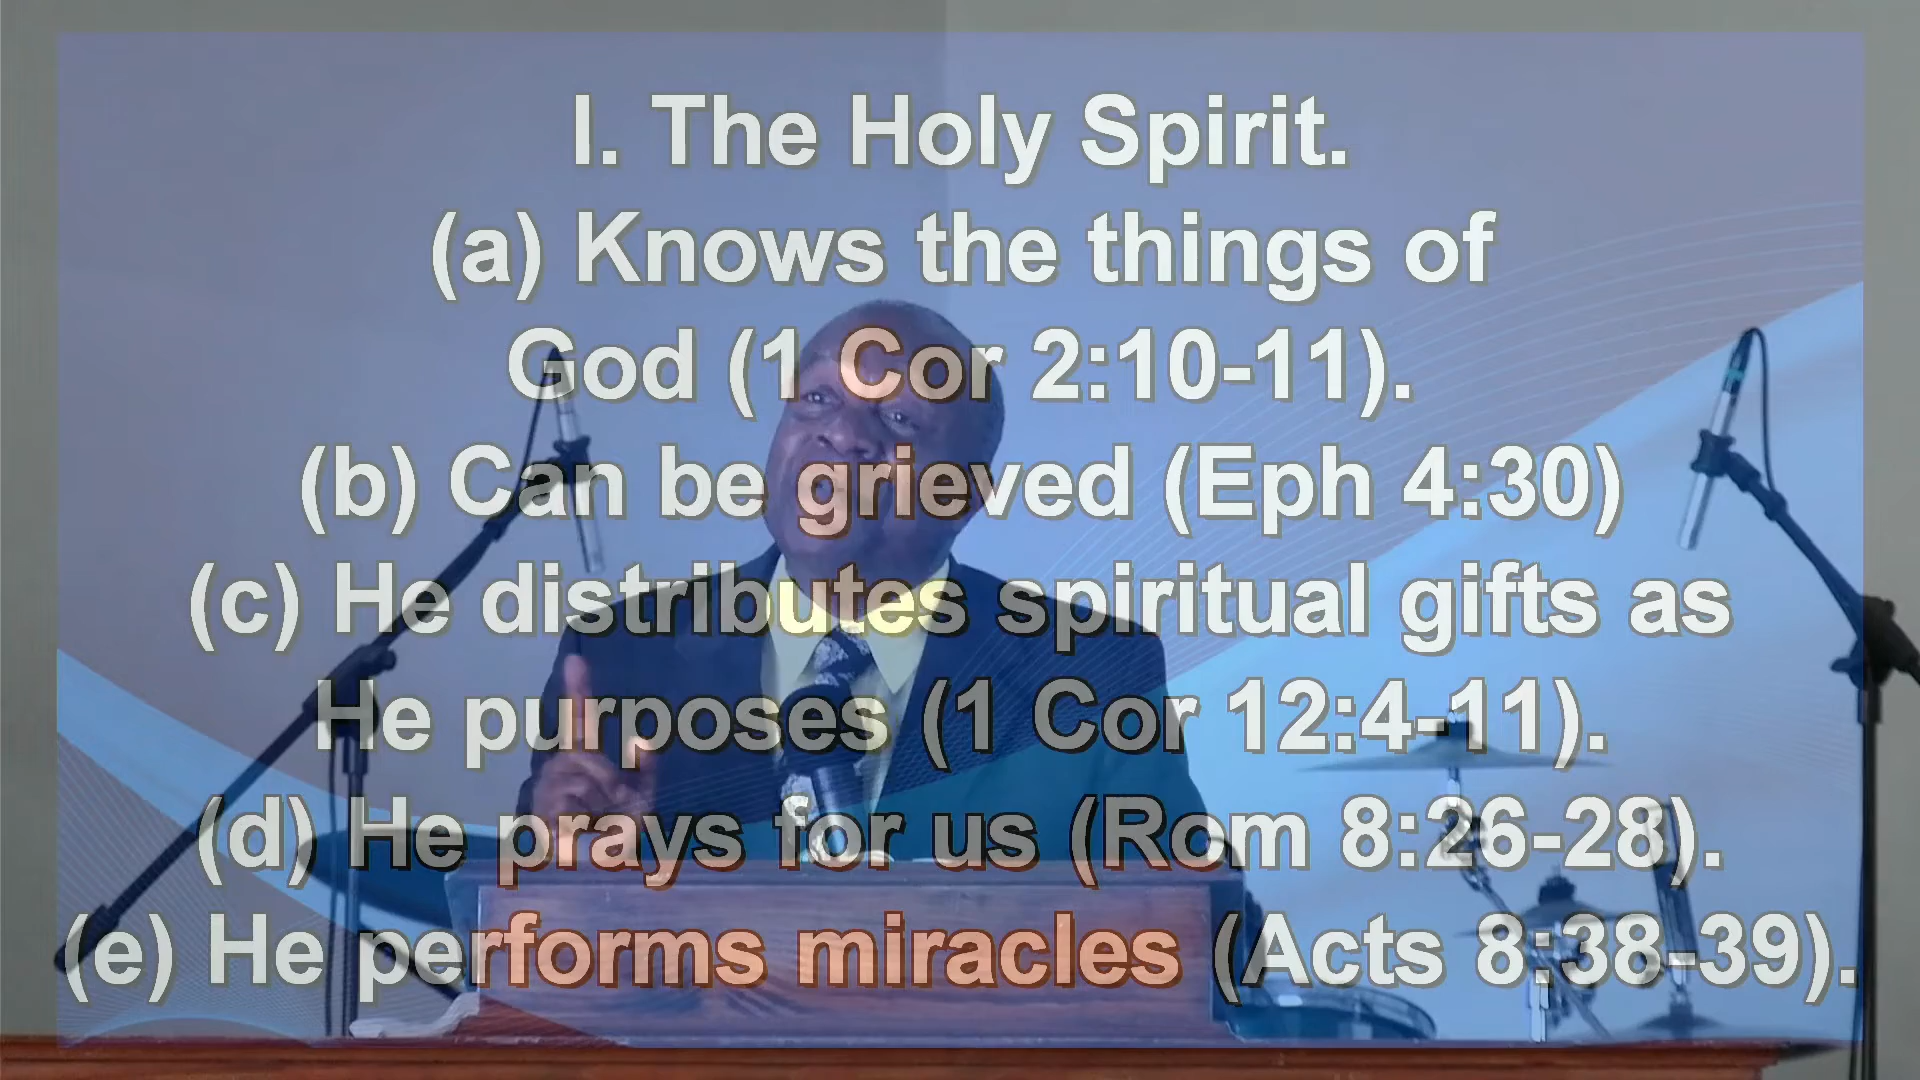 I. The Holy Spirit.
(a) Knows the things of
God (1 Cor 2:10-11).
(b) Can be grieved (Eph 4:30)
(c) He distributes spiritual gifts as
He purposes (1 Cor 12:4-11).
(d) He prays for us (Rom 8:26-28).
(e) He performs miracles (Acts 8:38-39).